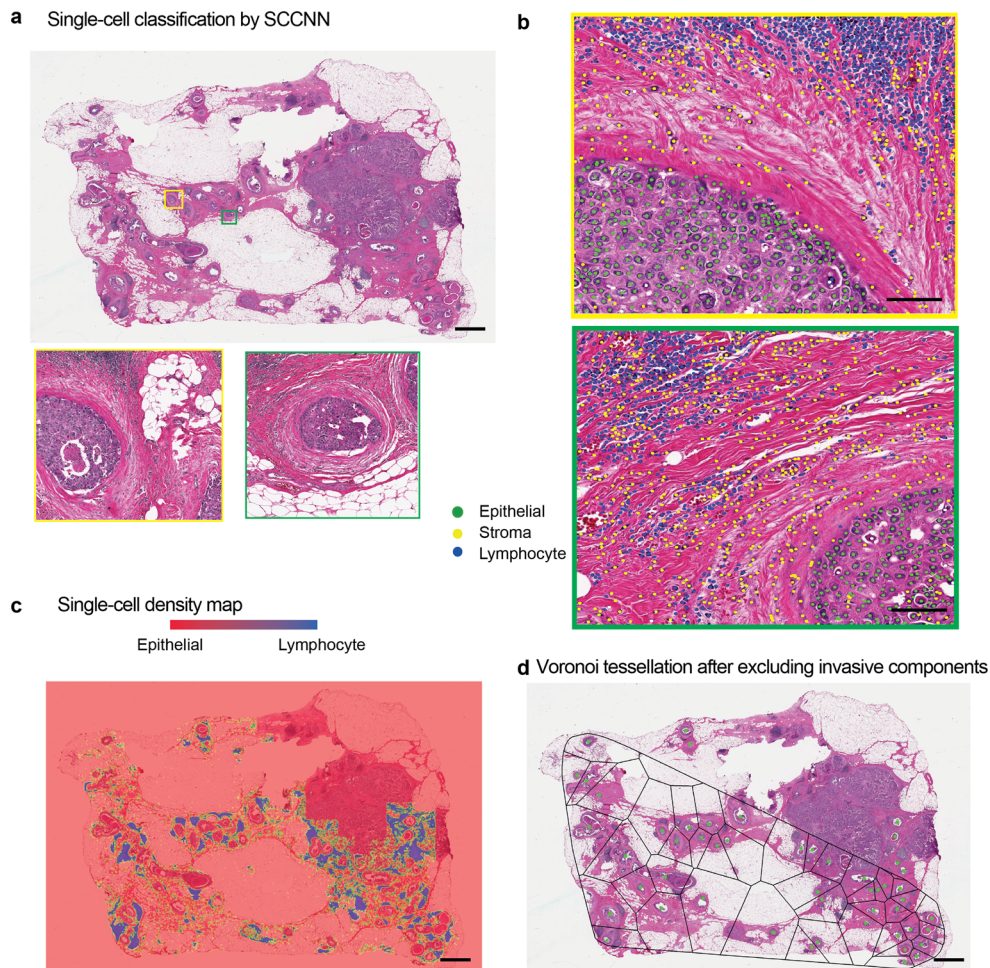 a Single-cell classification by SCCNN
b
Epithelial
Stroma
Lymphocyte
c Single-cell density map
Epithelial Lymphocyte
d Voronoi tessellation after excluding invasive components